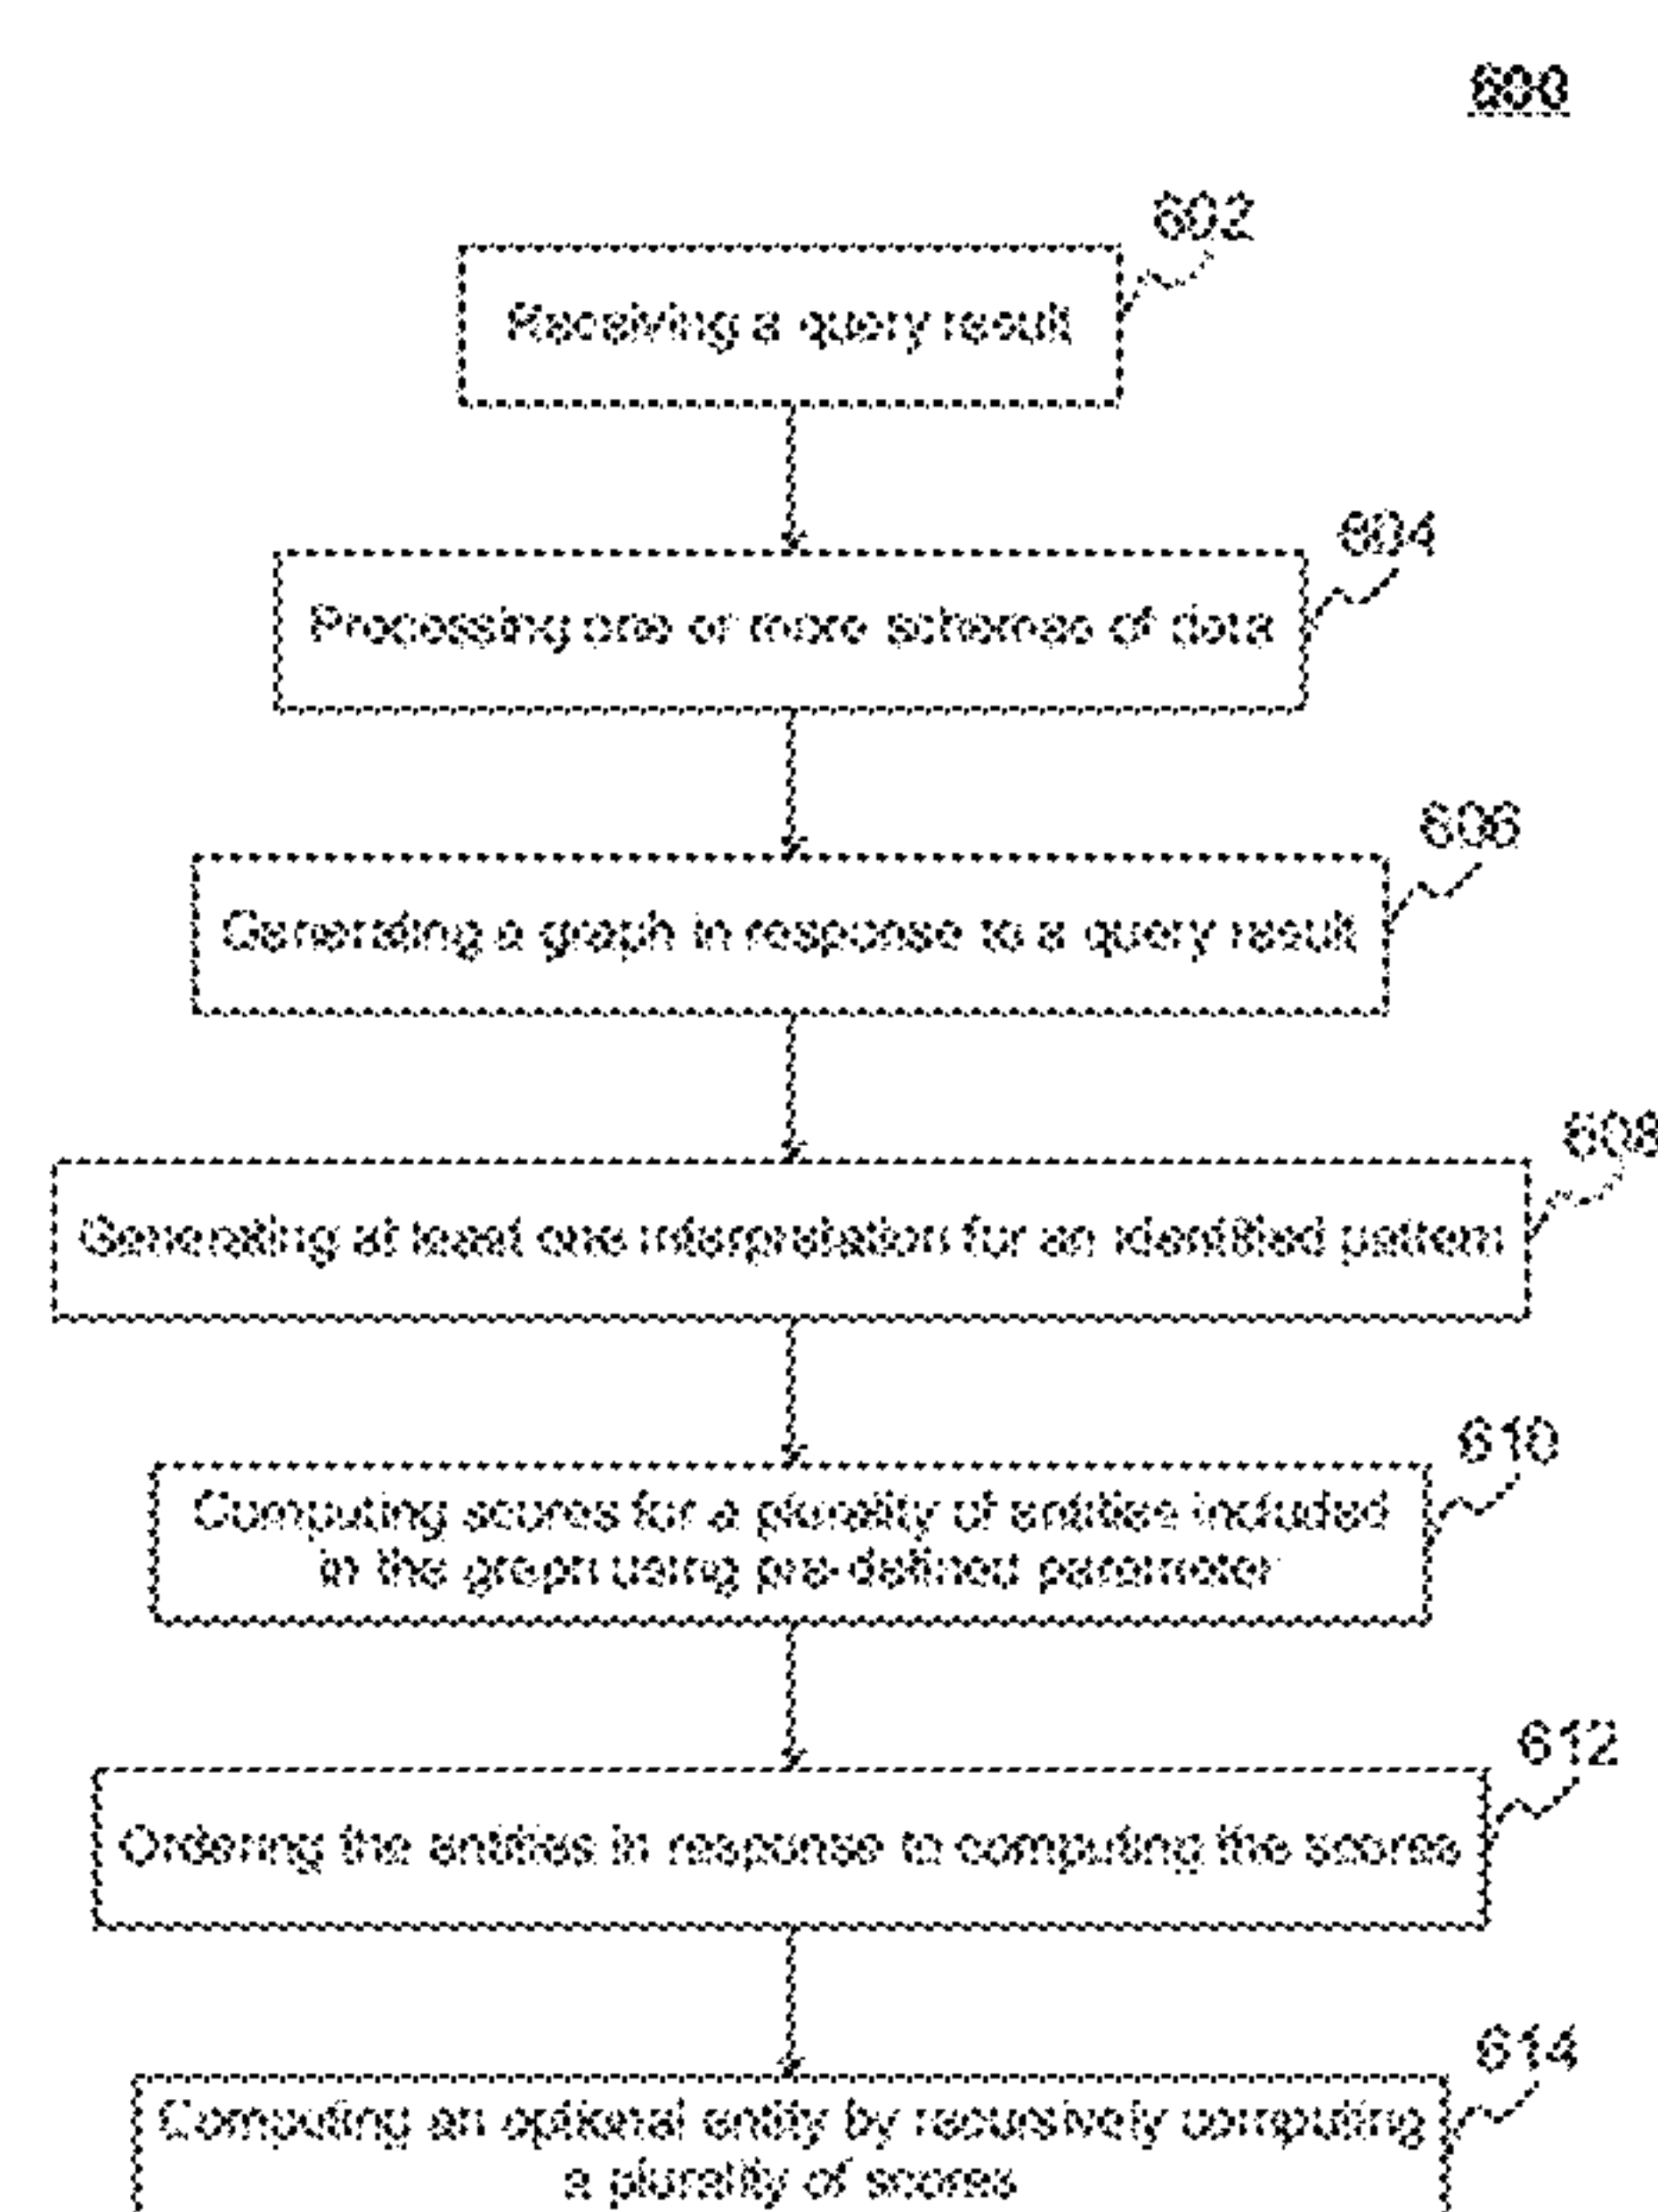 600
602
Receiving a query result
604
Processing one or more schemas of data
606
Generating a graph in response to a query result
608
Generating at least one interpretation for an identified pattern
610
Computing scores for a plurality of entities included
in the graph using pre-defined parameter
612
Ordering the entities in response to computing the scores
614
Computing an optional entity by recursively computing
a plurality of scores